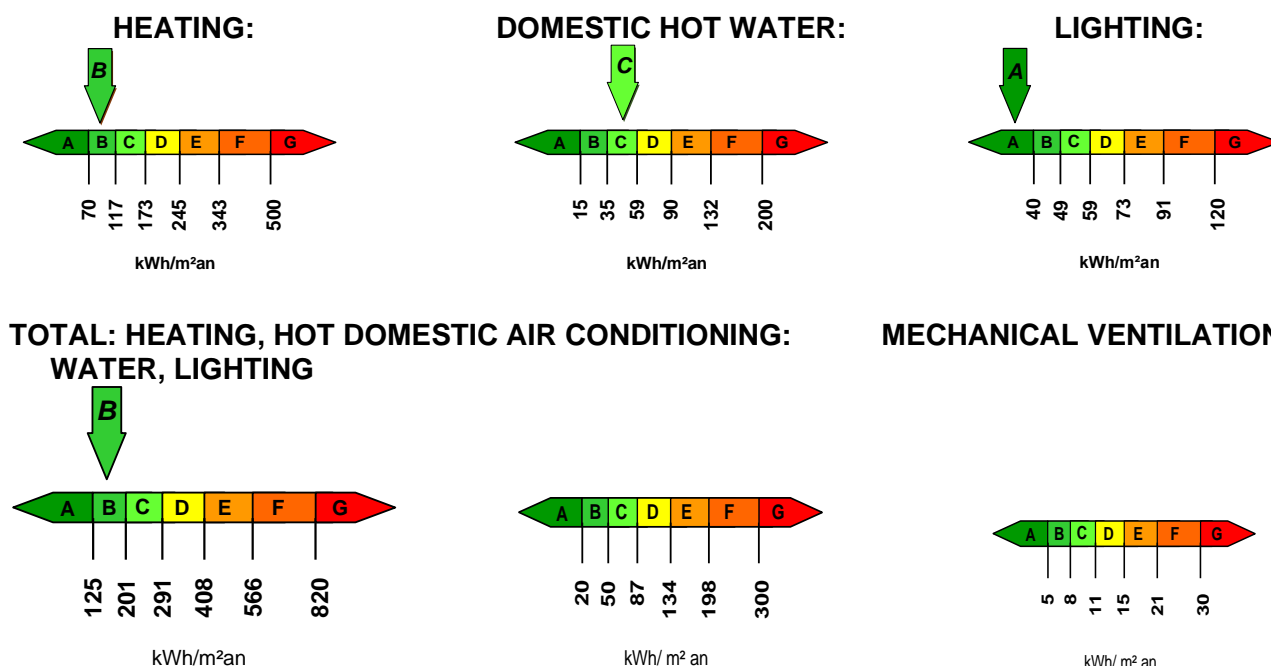 HEATING:
B
A B C D E F G
70 117 173 245 343 500
kWh/m²an
DOMESTIC HOT WATER:
C
A B C D E F G
15 35 59 90 132 200
kWh/m²an
LIGHTING:
A
A B C D E F G
40 49 59 73 91 120
kWh/m²an
TOTAL: HEATING, HOT DOMESTIC AIR CONDITIONING:
WATER, LIGHTING
B
A B C D E F G
125 201 291 408 566 820
kWh/m²an
A B C D E F G
20 50 87 134 198 300
kWh/ m² an
MECHANICAL VENTILATION
A B C D E F G
5 8 11 15 21 30
kWh/ m² an